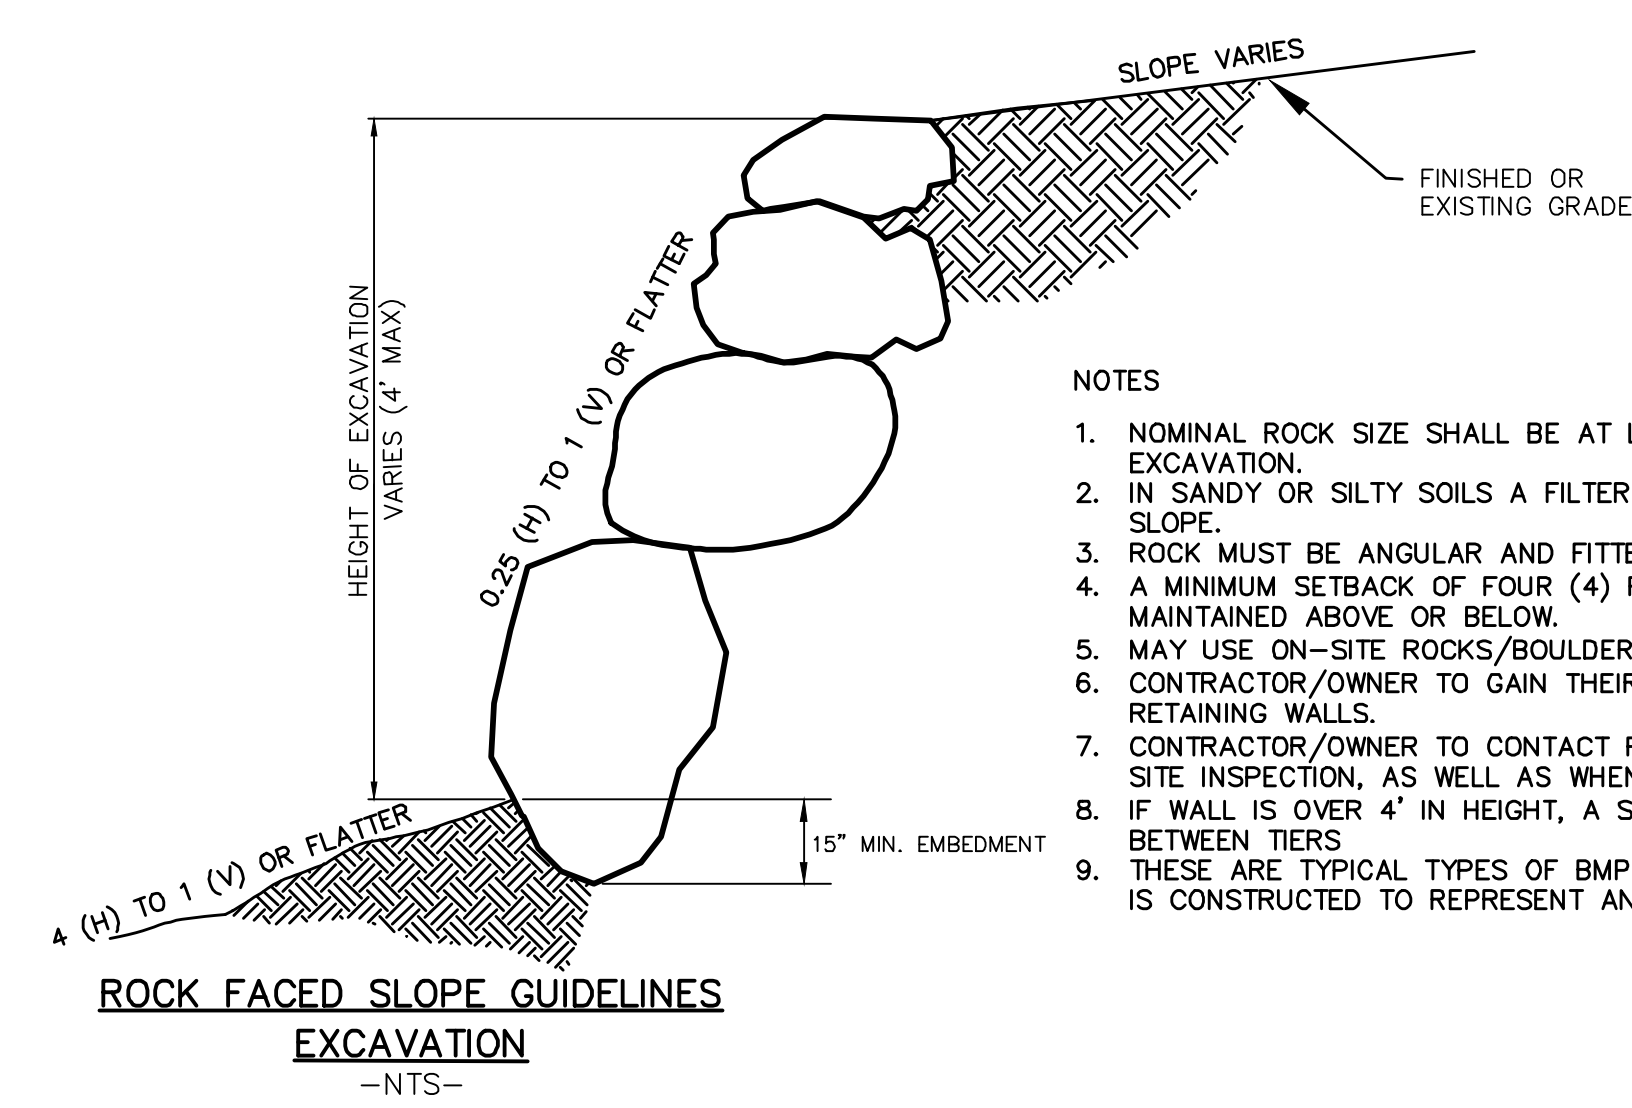 SLOPE VARIES
FINISHED OR
EXISTING GRADE
0.25 (H) TO 1 (V) OR FLATTER
HEIGHT OF EXCAVATION
VARIES (4' MAX)
NOTES
1. NOMINAL ROCK SIZE SHALL BE AT
EXCAVATION.
2. IN SANDY OR SILTY SOILS A FILTER
SLOPE.
3. ROCK MUST BE ANGULAR AND
4. A MINIMUM SETBACK OF FOUR (4)
MAINTAINED ABOVE OR BELOW.
5. MAY USE ON-SITE
6. CONTRACTOR/OWNER TO GAIN THEIR
RETAINING WALLS.
7. CONTRACTOR/OWNER TO CONTACT
SITE INSPECTION, AS WELL AS WHEN
8. IF WALL IS OVER 4' IN HEIGHT, A
BETWEEN TIERS
9. THESE ARE TYPICAL TYPES OF BMP
IS CONSTRUCTED TO REPRESENT
15" MIN. EMBEDMENT
4 (H) TO 1 (V) OR FLATTER
ROCK FACED SLOPE GUIDELINES
EXCAVATION
-NTS-